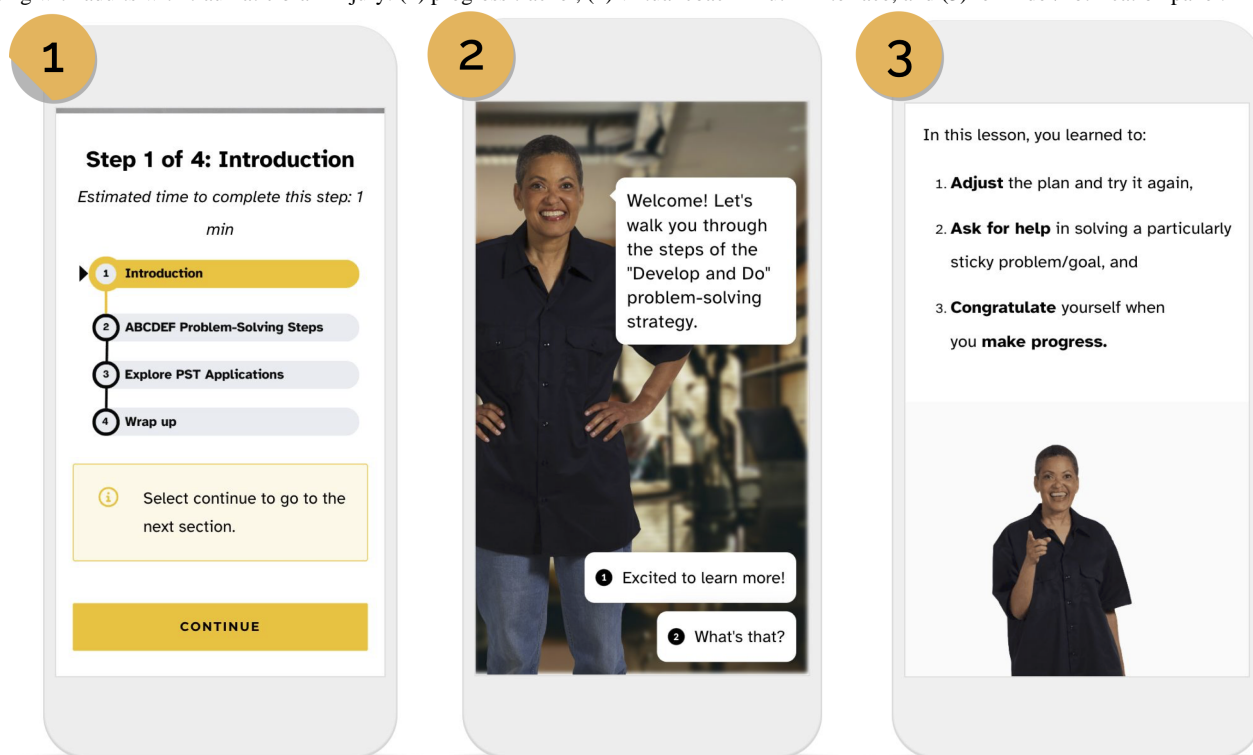 1
Step 1 of 4: Introduction
Estimated time to complete this step: 1
min
1 Introduction
2 ABCDEF Problem-Solving Steps
3 Explore PST Applications
4 Wrap up
Select continue to go to the
next section.
CONTINUE
2
Welcome! Let's
walk you through
the steps of the
"Develop and Do"
problem-solving
strategy.
1 Excited to learn more!
2 What's that?
3
In this lesson, you learned to:
1. Adjust the plan and try it again,
2. Ask for help in solving a particularly
sticky problem/goal, and
3. Congratulate yourself when
you make progress.